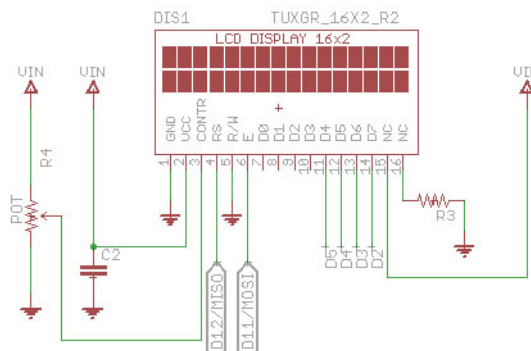 DIS1 TUXGR_16X2_R2
LCD DISPLAY 16x2
VIN VIN VIN
GND VCC CONTR RS R/W E D0 D1 D2 D3 D4 D5 D6 D7 NC NC
1 2 3 4 5 6 7 8 9 10 11 12 13 14 15 16
R4
POT
R3
C2
D5 D4 D3 D2
D12/MISO D11/MOSI